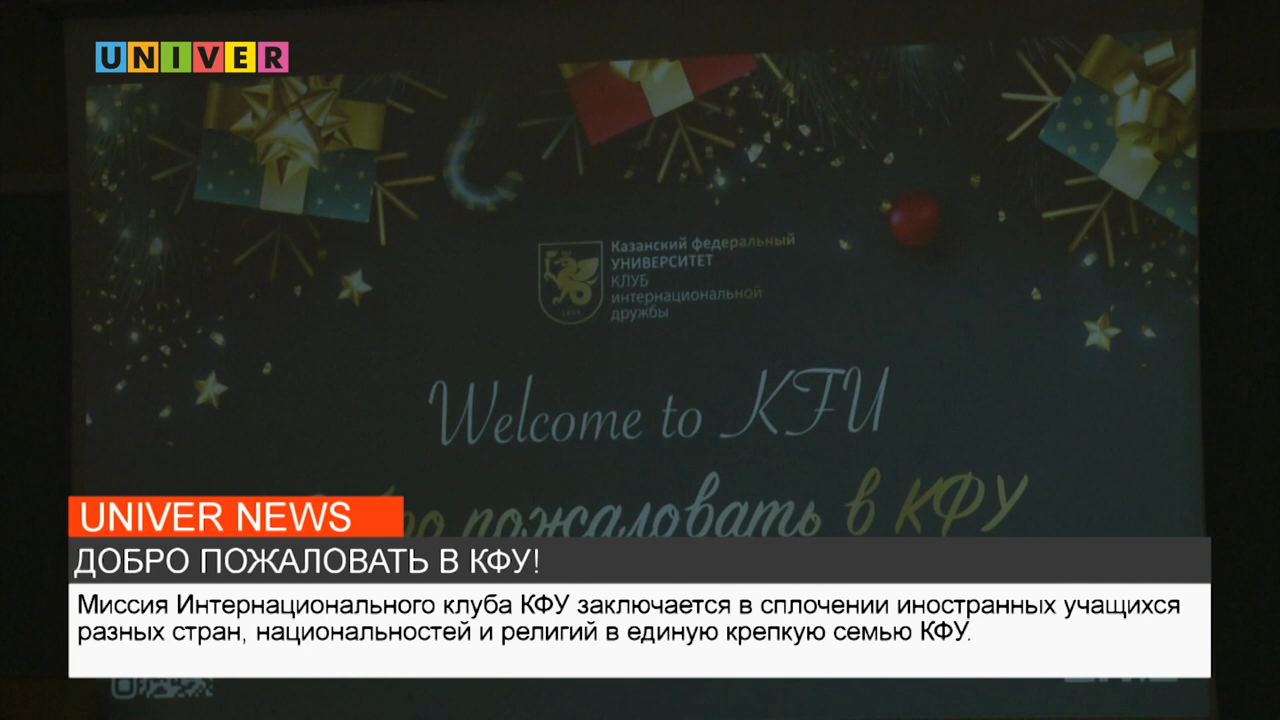 UNIVER
Казанский федеральный
УНИВЕРСИТЕТ
КЛУБ
интернациональной
дружбы
Welcome to KFU
пожаловать в КФУ
UNIVER NEWS
ДОБРО ПОЖАЛОВАТЬ В КФУ!
Миссия Интернационального клуба КФУ заключается в сплочении иностранных учащихся
разных стран, национальностей и религий в единую крепкую семью КФУ.